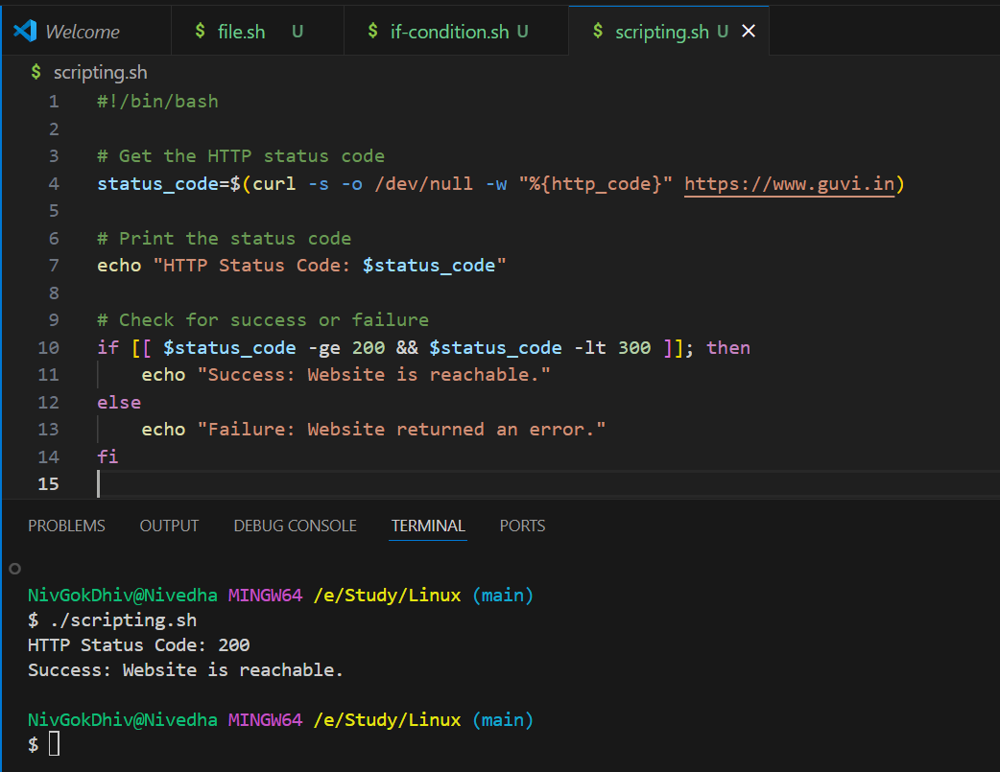 Welcome
$ file.sh U
$ if-condition.sh U
$ scripting.sh U
$ scripting.sh
1 #!/bin/bash
2
3 # Get the HTTP status code
4 status_code=$(curl -s -o /dev/null -w "%{http_code}" https://www.guvi.in)
5
6 # Print the status code
7 echo "HTTP Status Code: $status_code"
8
9 # Check for success or failure
10 if [[ $status_code -ge 200 && $status_code -lt 300 ]]; then
11     echo "Success: Website is reachable."
12 else
13     echo "Failure: Website returned an error."
14 fi
15
PROBLEMS OUTPUT DEBUG CONSOLE TERMINAL PORTS
NivGokDhiv@Nivedha MINGW64 /e/Study/Linux (main)
$ ./scripting.sh
HTTP Status Code: 200
Success: Website is reachable.
NivGokDhiv@Nivedha MINGW64 /e/Study/Linux (main)
$